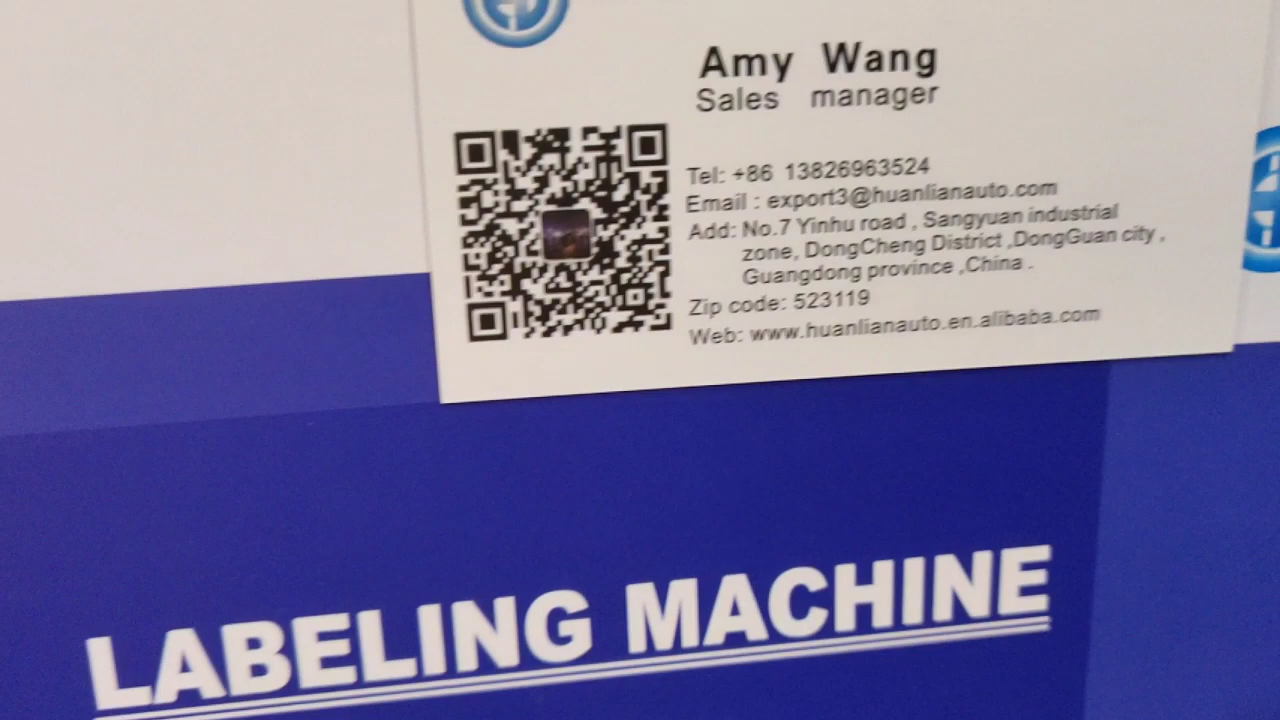 Amy Wang
Sales manager
Tel: +86 13826963524
Email : export3@huanlianauto.com
Add: No.7 Yinhu road , Sangyuan industrial
zone, DongCheng District ,DongGuan city ,
Guangdong province ,China .
Zip code: 523119
Web: www.huanlianauto.en.alibaba.com
LABELING MACHINE